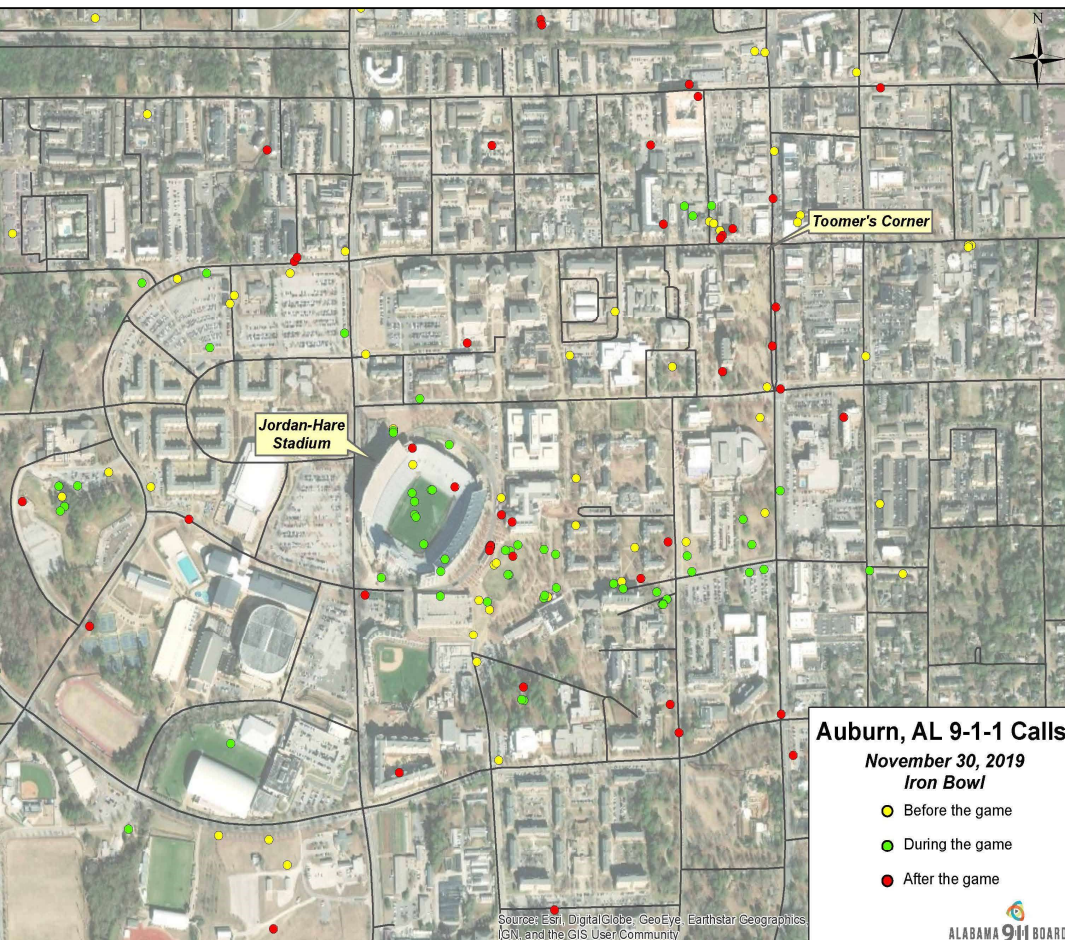 N
Toomer's Corner
Jordan-Hare
Stadium
Auburn, AL 9-1-1 Calls
November 30, 2019
Iron Bowl
Before the game
During the game
After the game
Source: Esri, DigitalGlobe, GeoEye, Earthstar Geographics,
IGN, and the GIS User Community
ALABAMA 911 BOARD